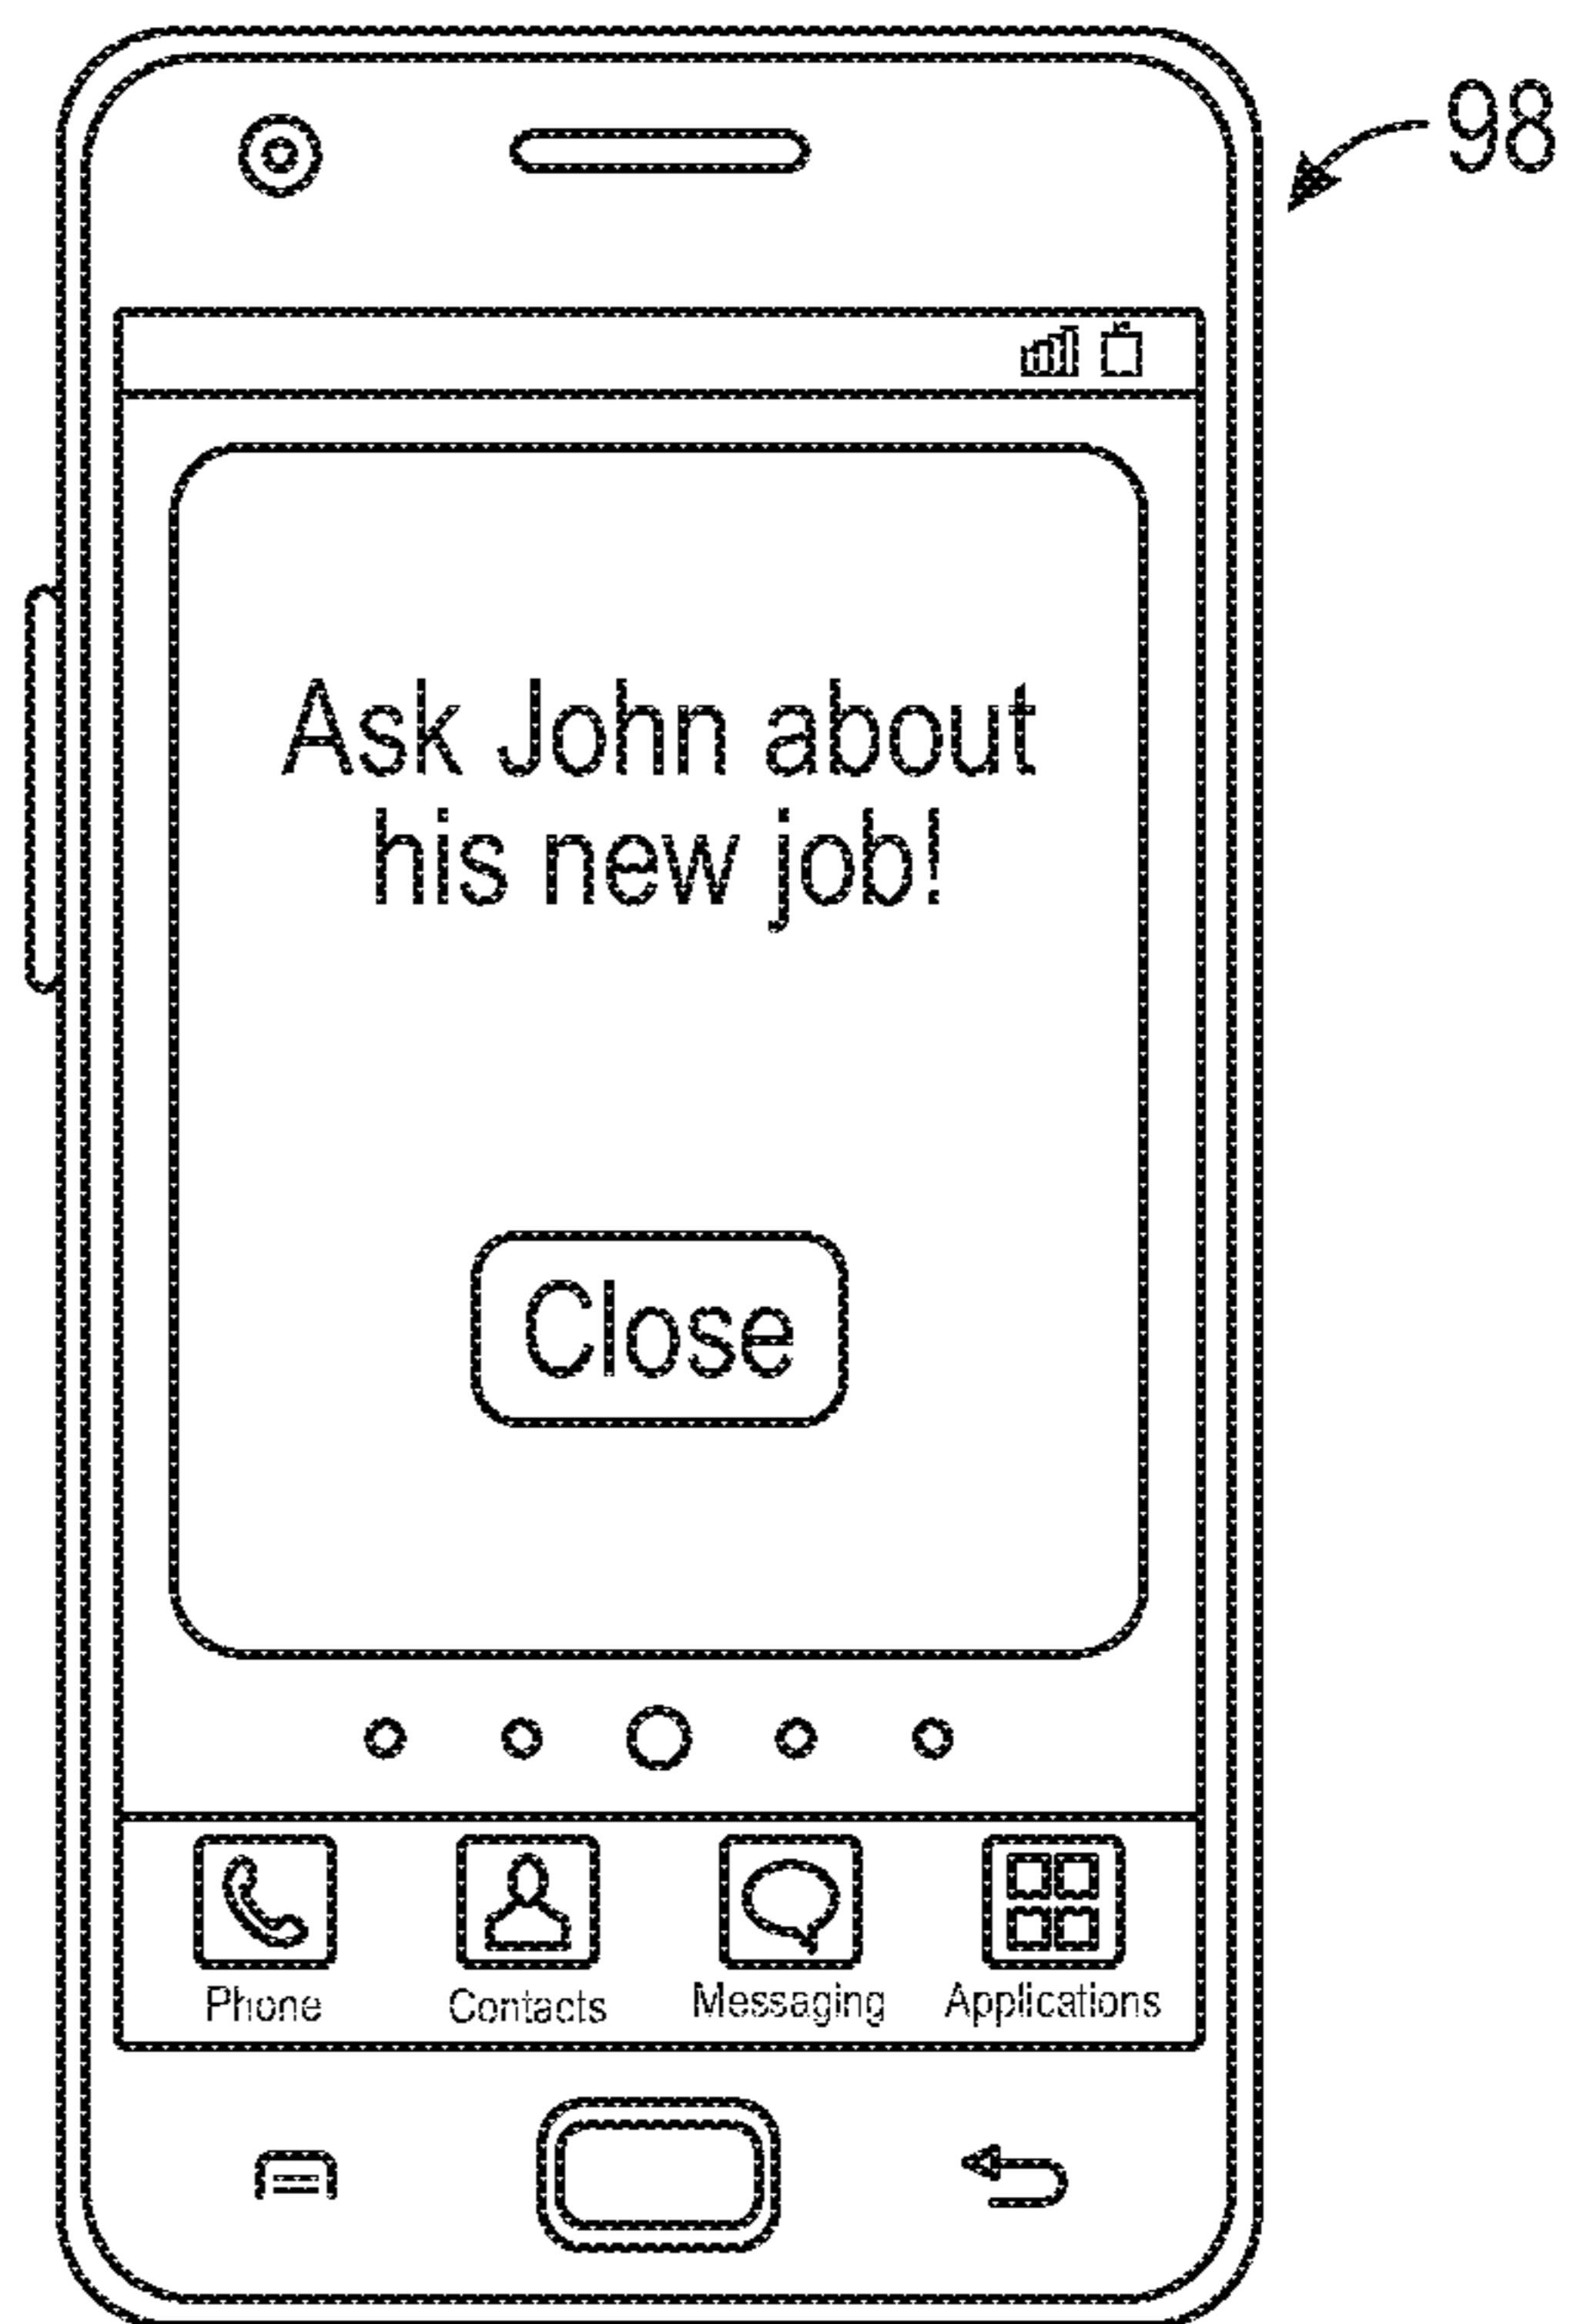 98
Ask John about
his new job!
Close
Phone Contacts Messaging Applications